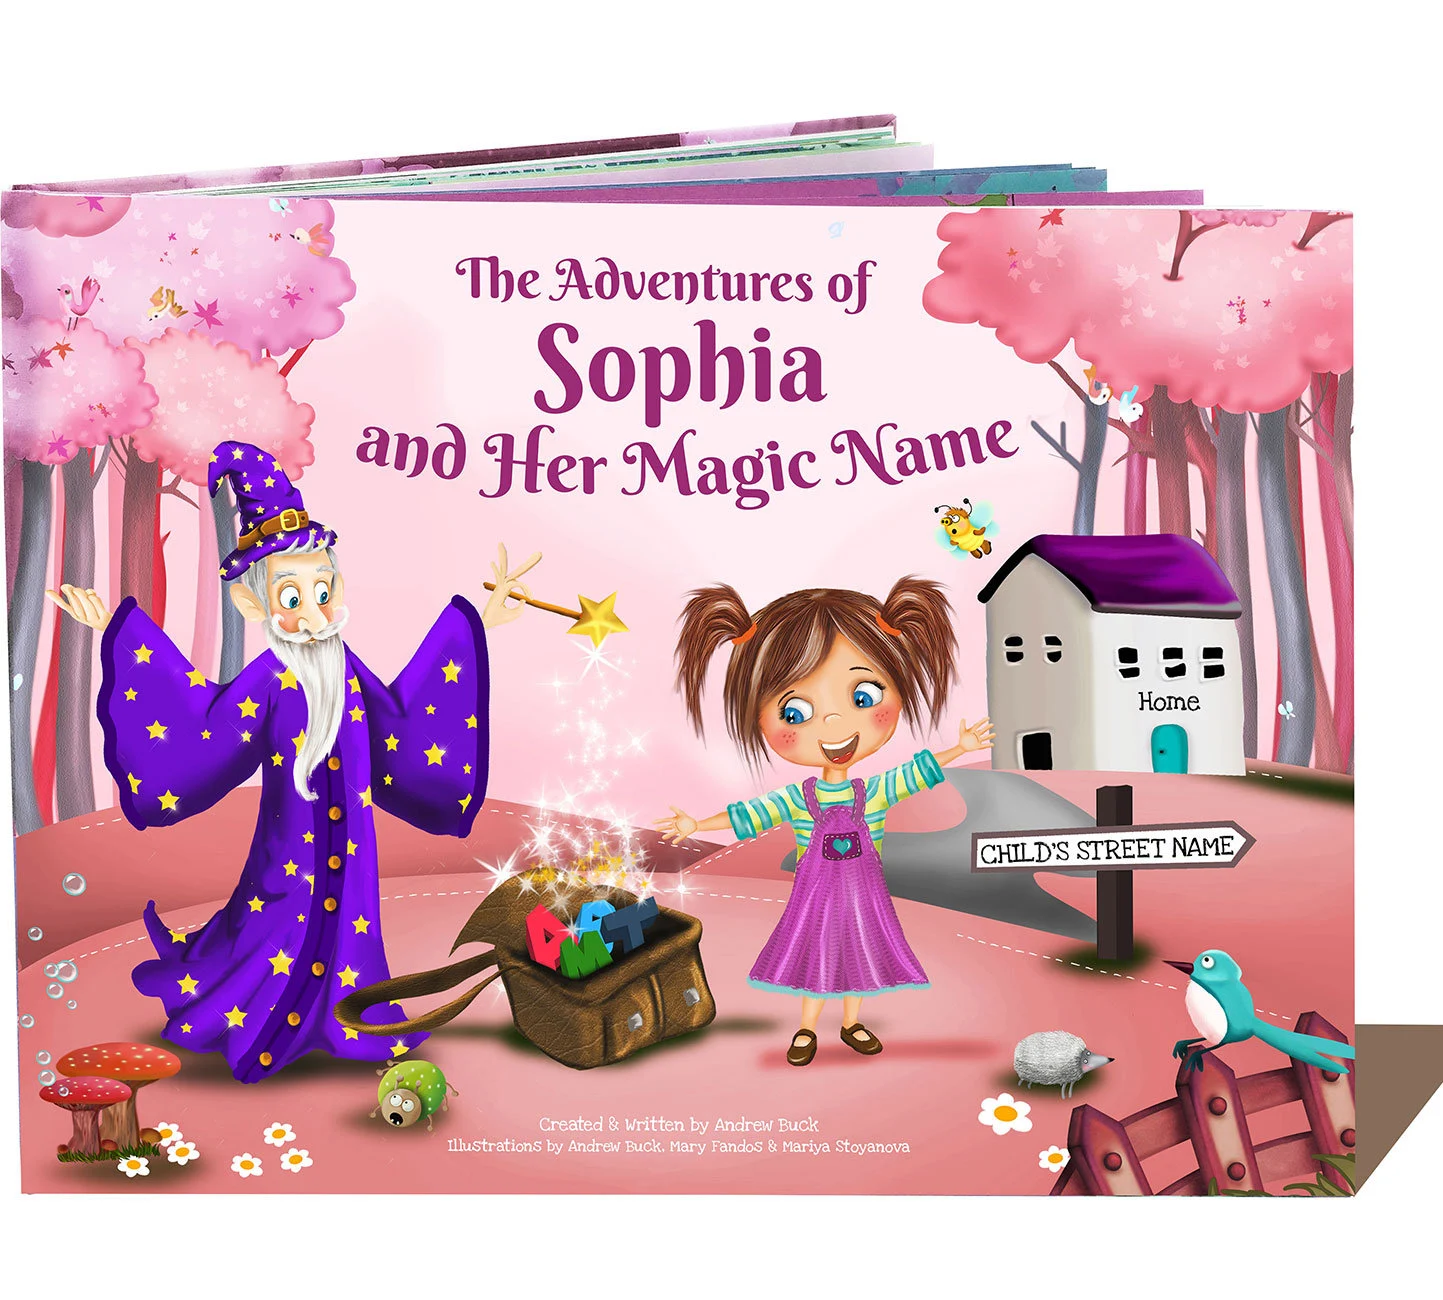 The Adventures of
Sophia
and Her Magic Name
Home
CHILD'S STREET NAME
Created & Written by Andrew Buck
Illustrations by Andrew Buck, Mary Fandos & Mariya Stoyanova